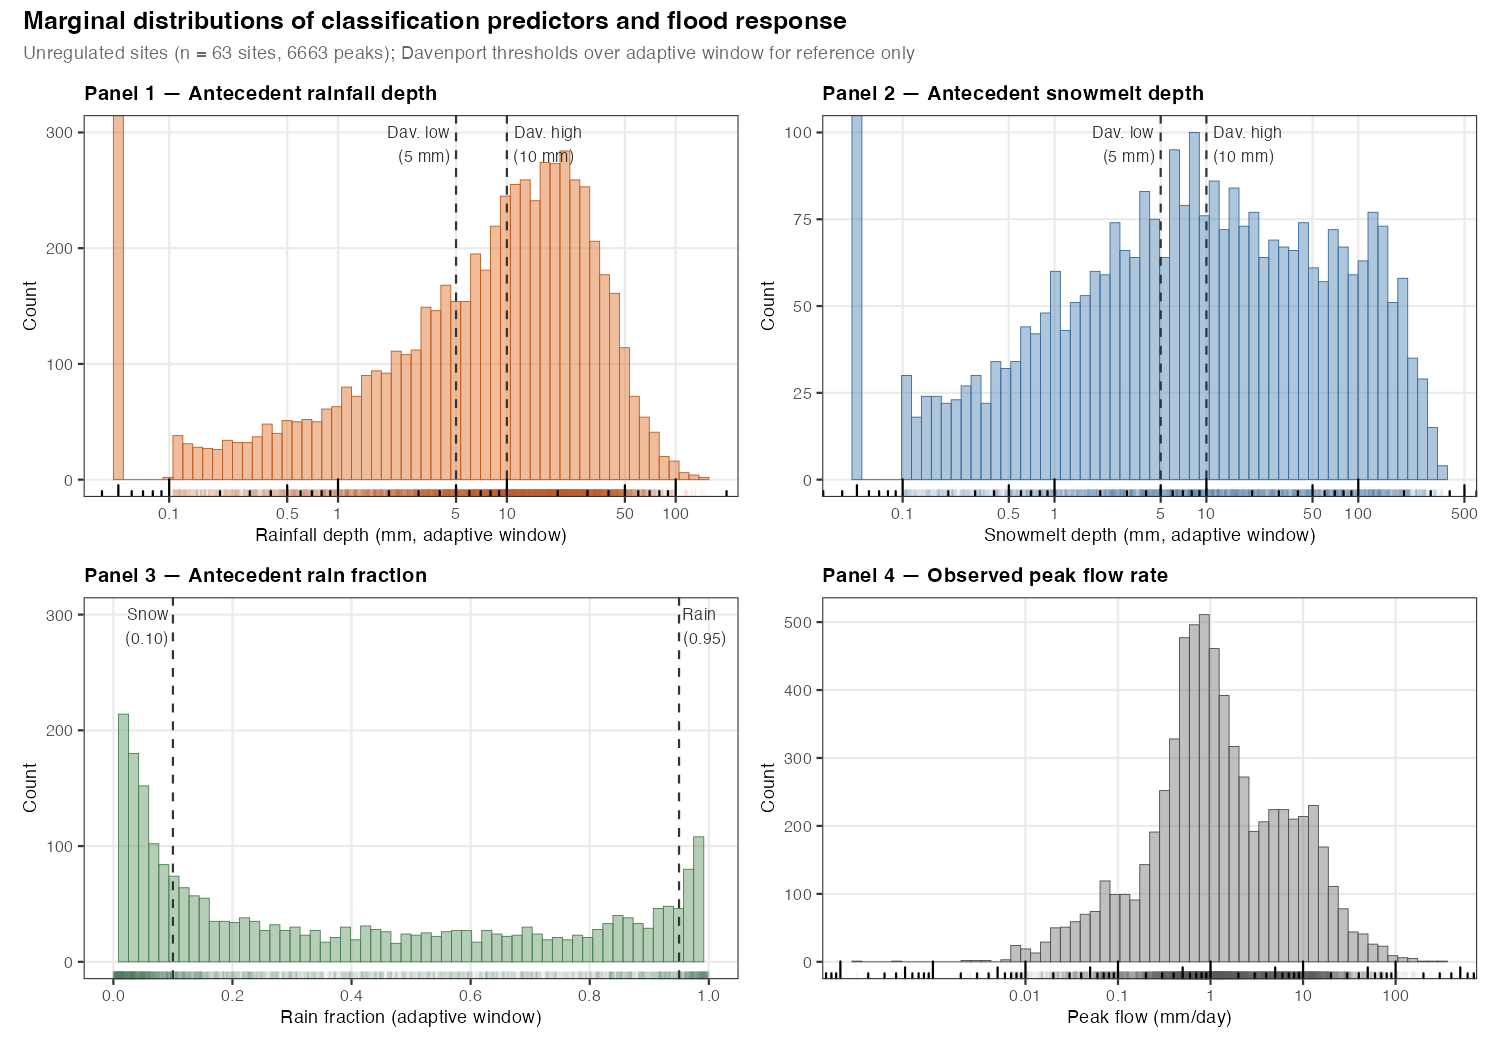 Marginal distributions of classification predictors and flood response
Unregulated sites (n = 63 sites, 6663 peaks); Davenport thresholds over adaptive window for reference only
Panel 1 — Antecedent rainfall depth
Dav. low
(5 mm)
Dav. high
(10 mm)
300
200
100
0
Count
0.1
0.5
1
5
10
50
100
Rainfall depth (mm, adaptive window)
Panel 2 — Antecedent snowmelt depth
Dav. low
(5 mm)
Dav. high
(10 mm)
100
75
50
25
0
Count
0.1
0.5
1
5
10
50
100
500
Snowmelt depth (mm, adaptive window)
Panel 3 — Antecedent rain fraction
Snow
(0.10)
Rain
(0.95)
300
200
100
0
Count
0.0
0.2
0.4
0.6
0.8
1.0
Rain fraction (adaptive window)
Panel 4 — Observed peak flow rate
500
400
300
200
100
0
Count
0.01
0.1
1
10
100
Peak flow (mm/day)